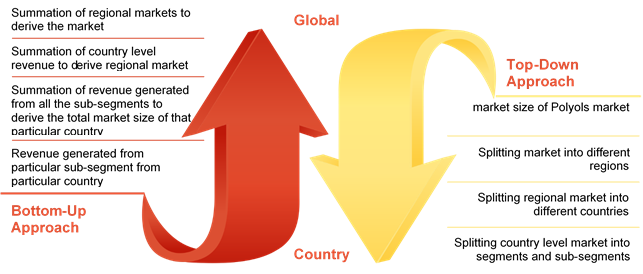 Summation of regional markets to
derive the market
Summation of country level
revenue to derive regional market
Summation of revenue generated
from all the sub-segments to
derive the total market size of that
particular country
Revenue generated from
particular sub-segment from
particular country
Bottom-Up
Approach
Global
Country
Top-Down
Approach
market size of Polyols market
Splitting market into different
regions
Splitting regional market into
different countries
Splitting country level market into
segments and sub-segments